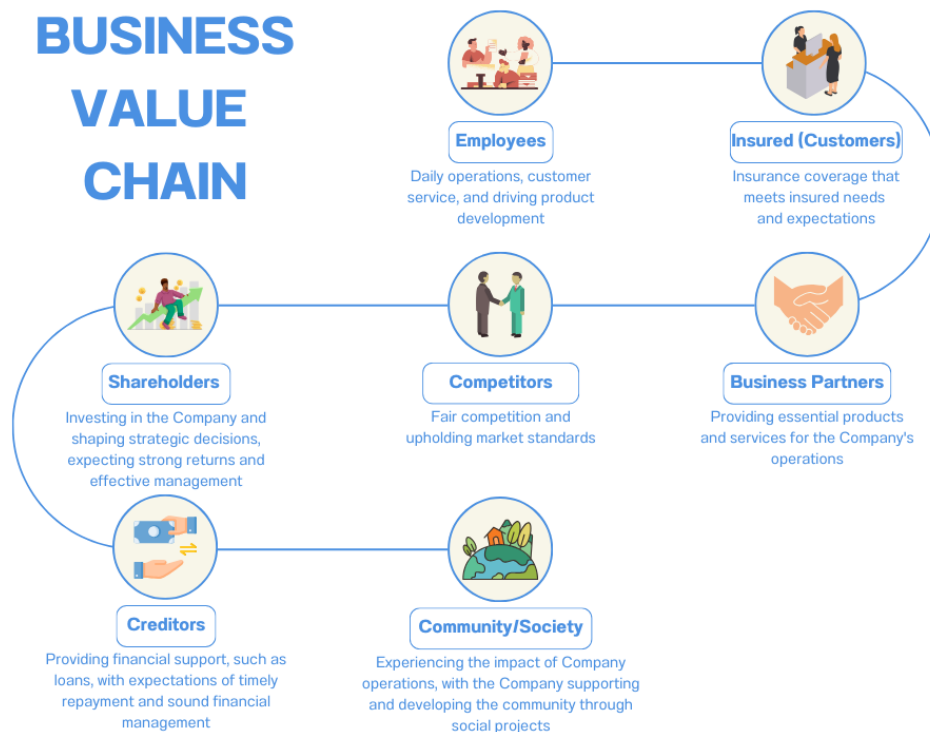 BUSINESS
VALUE
CHAIN
Employees
Daily operations, customer
service, and driving product
development
Insured (Customers)
Insurance coverage that
meets insured needs
and expectations
Business Partners
Providing essential products
and services for the Company's
operations
Competitors
Fair competition and
upholding market standards
Shareholders
Investing in the Company and
shaping strategic decisions,
expecting strong returns and
effective management
Creditors
Providing financial support, such as
loans, with expectations of timely
repayment and sound financial
management
Community/Society
Experiencing the impact of Company
operations, with the Company supporting
and developing the community through
social projects